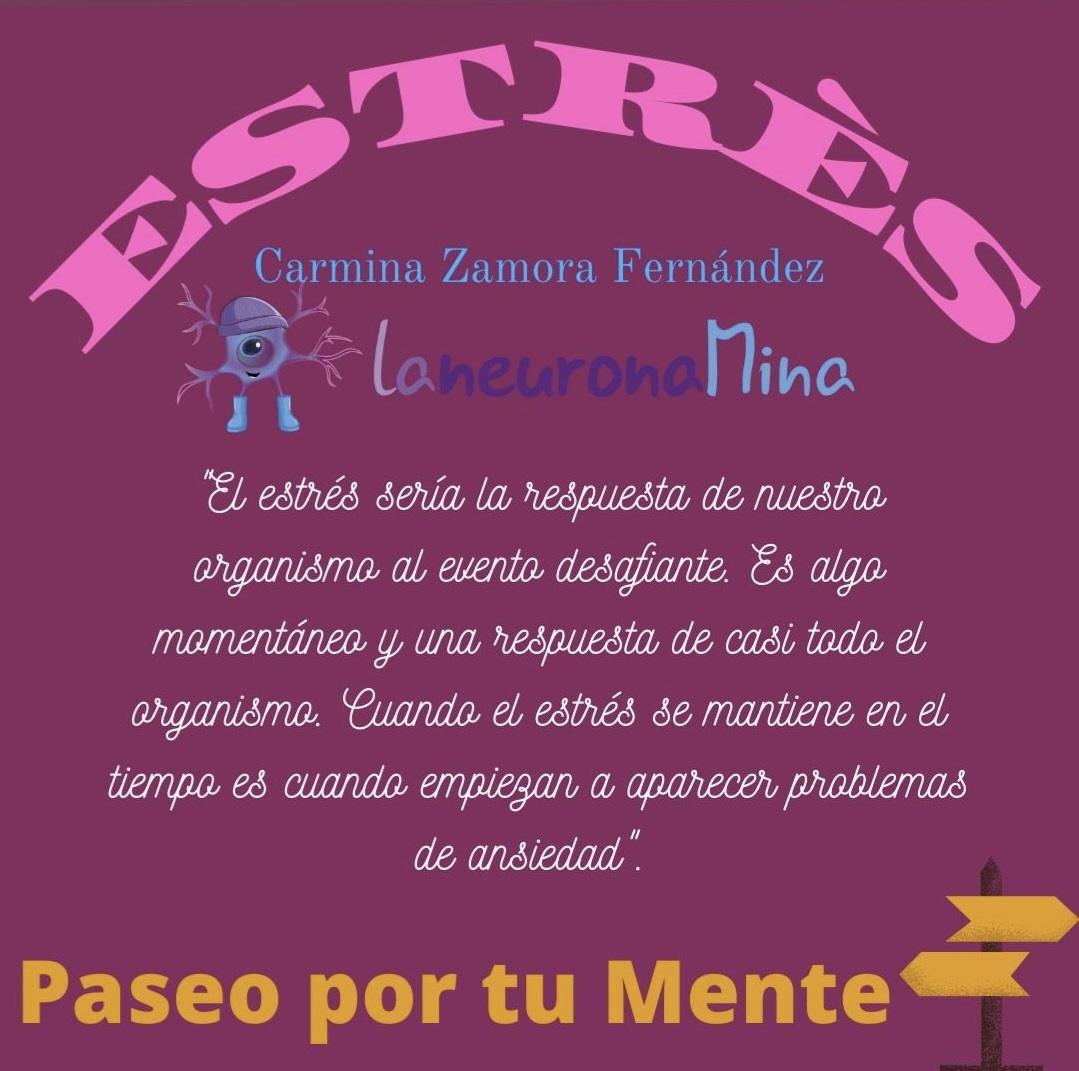 ESTRÈS
Carmina Zamora Fernández
laneuronaMina
"El estrés sería la respuesta de nuestro
organismo al evento desafiante. Es algo
momentáneo y una respuesta de casi todo el
organismo. Cuando el estrés se mantiene en el
tiempo es cuando empiezan a aparecer problemas
de ansiedad".
Paseo por tu Mente